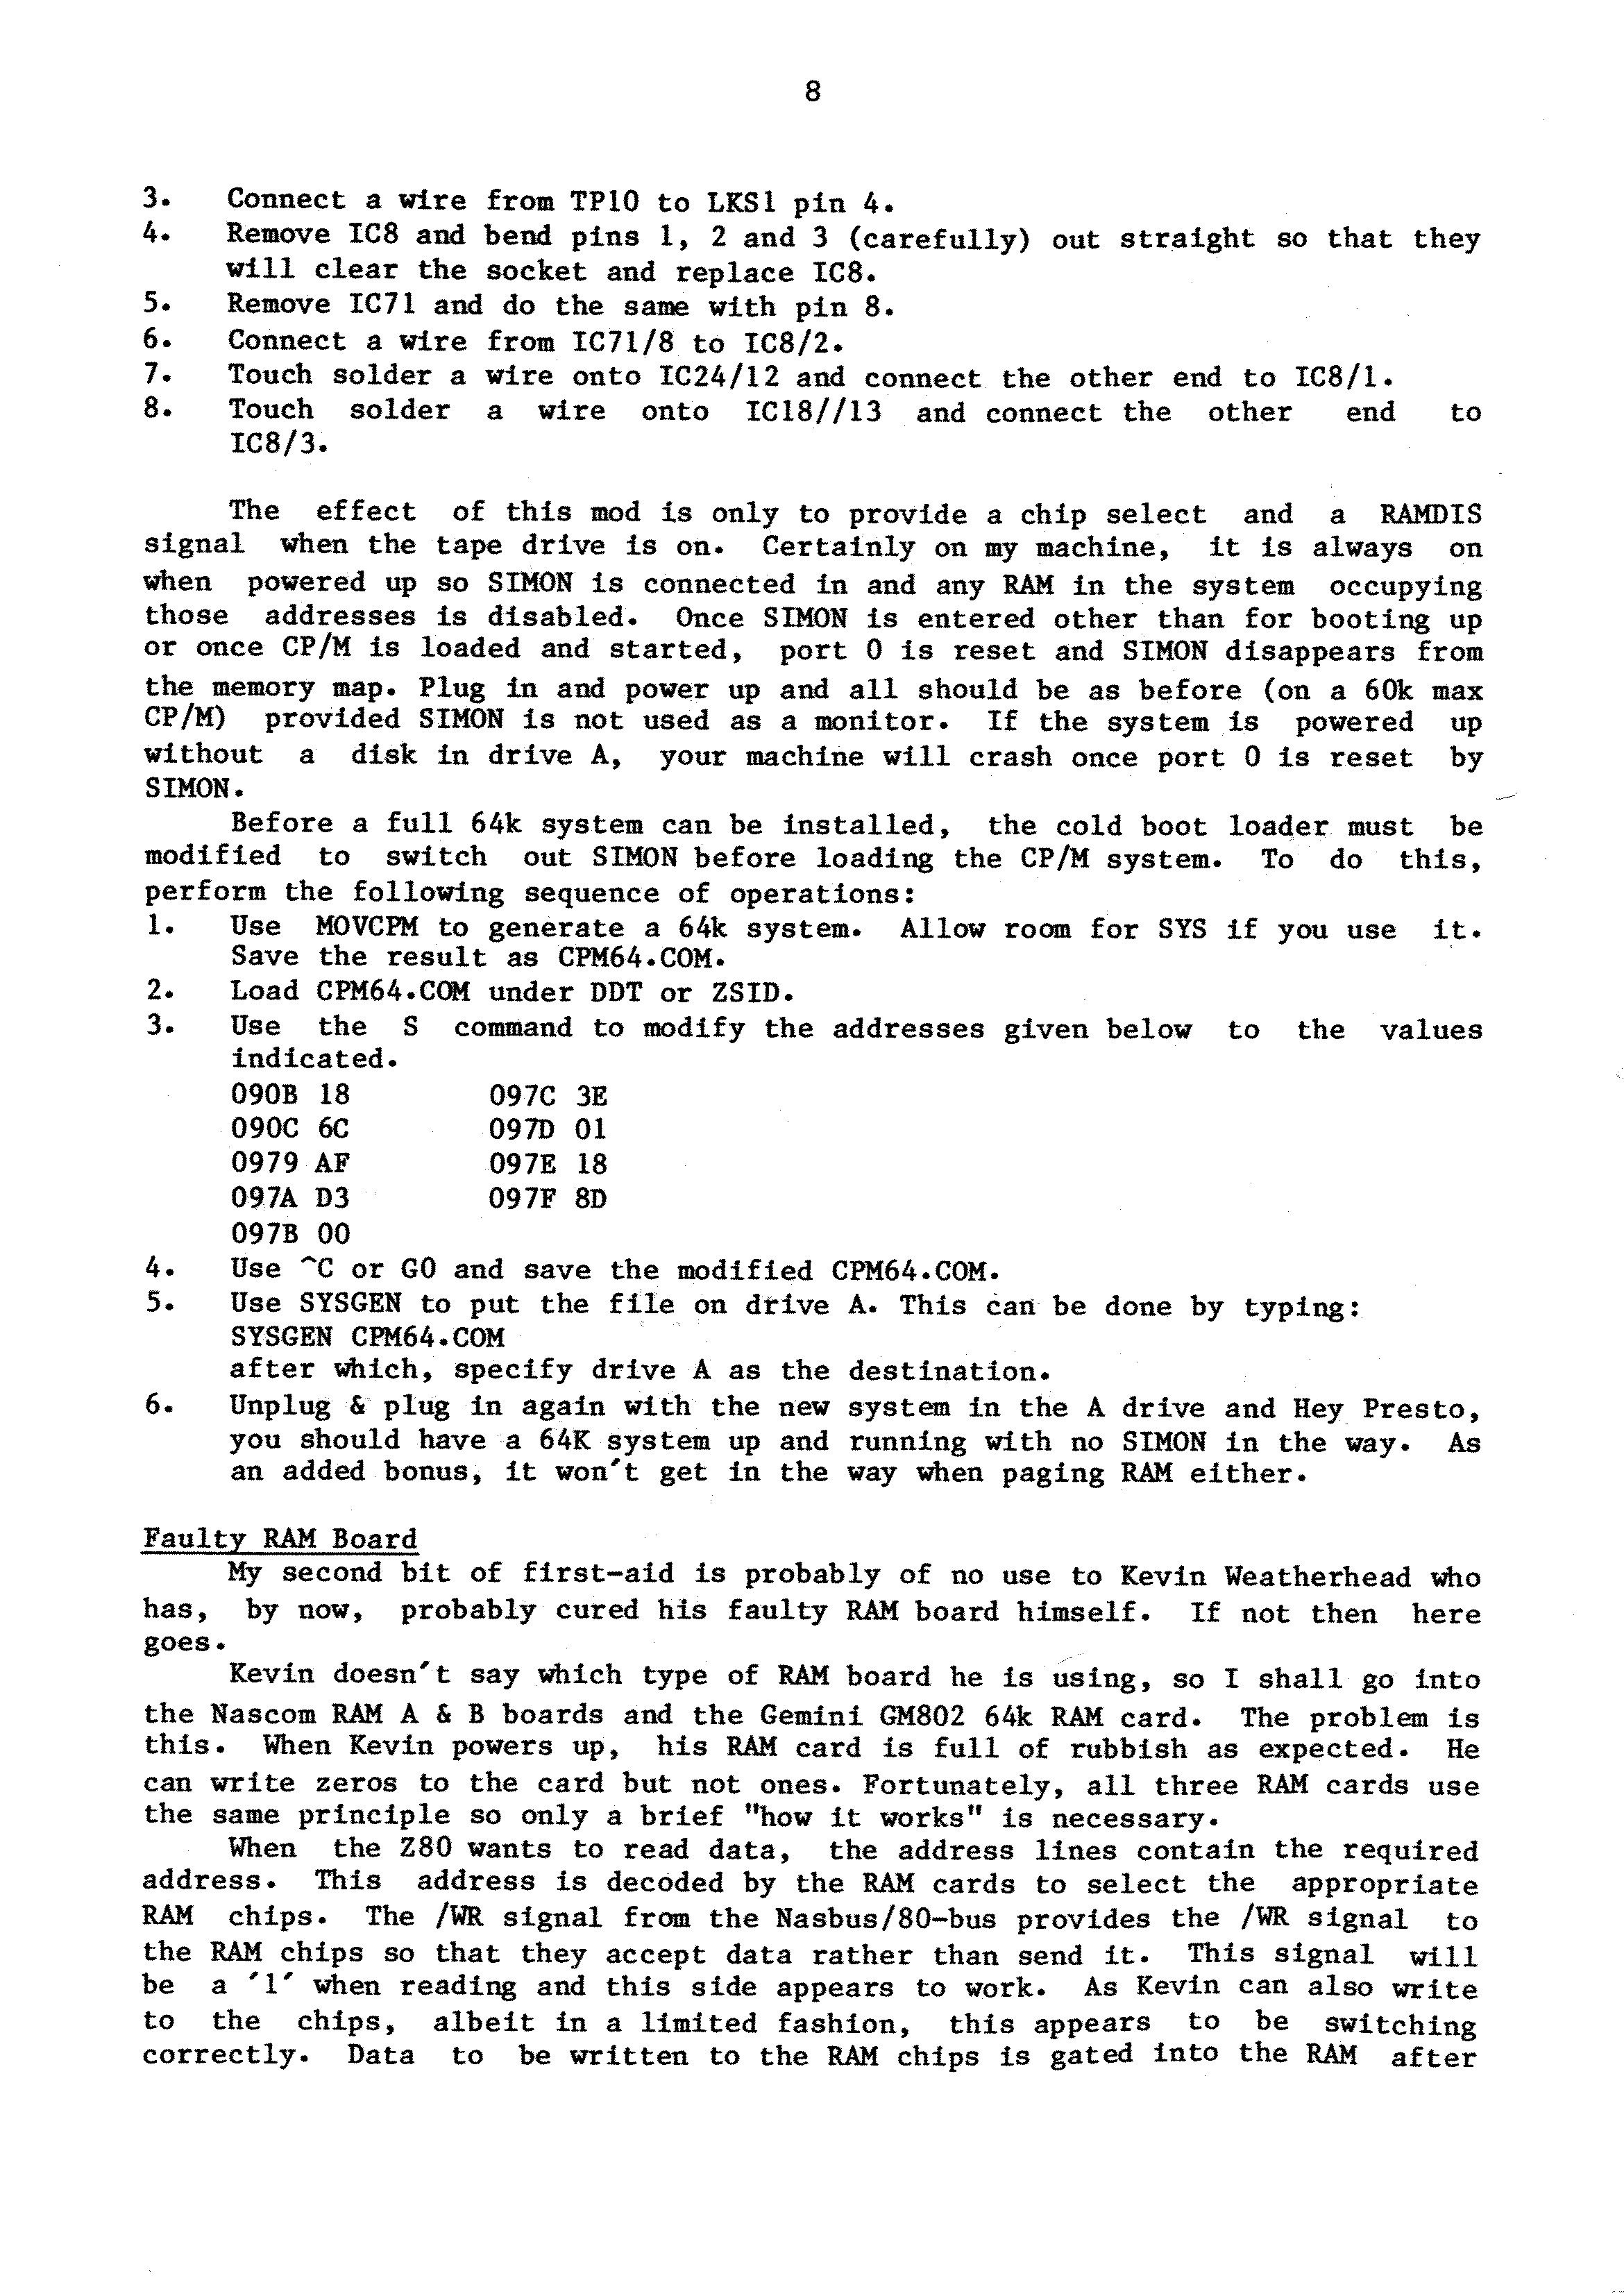 8
3. Connect a wire from TP10 to LKS1 pin 4.
4. Remove IC8 and bend pins 1, 2 and 3 (carefully) out straight so that they
will clear the socket and replace IC8.
5. Remove IC71 and do the same with pin 8.
6. Connect a wire from IC71/8 to IC8/2.
7. Touch solder a wire onto IC24/12 and connect the other end to IC8/1.
8. Touch solder a wire onto IC18//13 and connect the other end to
IC8/3.
The effect of this mod is only to provide a chip select and a RAMDIS
signal when the tape drive is on. Certainly on my machine, it is always on
when powered up so SIMON is connected in and any RAM in the system occupying
those addresses is disabled. Once SIMON is entered other than for booting up
or once CP/M is loaded and started, port 0 is reset and SIMON disappears from
the memory map. Plug in and power up and all should be as before (on a 60k max
CP/M) provided SIMON is not used as a monitor. If the system is powered up
without a disk in drive A, your machine will crash once port 0 is reset by
SIMON.
Before a full 64k system can be installed, the cold boot loader must be
modified to switch out SIMON before loading the CP/M system. To do this,
perform the following sequence of operations:
1. Use MOVCPM to generate a 64k system. Allow room for SYS if you use it.
Save the result as CPM64.COM.
2. Load CPM64.COM under DDT or ZSID.
3. Use the S command to modify the addresses given below to the values
indicated.
090B 18 097C 3E
090C 6C 097D 01
0979 AF 097E 18
097A D3 097F 8D
097B 00
4. Use ^C or G0 and save the modified CPM64.COM.
5. Use SYSGEN to put the file on drive A. This can be done by typing:
SYSGEN CPM64.COM
after which, specify drive A as the destination.
6. Unplug & plug in again with the new system in the A drive and Hey Presto,
you should have a 64K system up and running with no SIMON in the way. As
an added bonus, it won't get in the way when paging RAM either.
Faulty RAM Board
My second bit of first-aid is probably of no use to Kevin Weatherhead who
has, by now, probably cured his faulty RAM board himself. If not then here
goes.
Kevin doesn't say which type of RAM board he is using, so I shall go into
the Nascom RAM A & B boards and the Gemini GM802 64k RAM card. The problem is
this. When Kevin powers up, his RAM card is full of rubbish as expected. He
can write zeros to the card but not ones. Fortunately, all three RAM cards use
the same principle so only a brief "how it works" is necessary.
When the Z80 wants to read data, the address lines contain the required
address. This address is decoded by the RAM cards to select the appropriate
RAM chips. The /WR signal from the Nasbus/80-bus provides the /WR signal to
the RAM chips so that they accept data rather than send it. This signal will
be a '1' when reading and this side appears to work. As Kevin can also write
to the chips, albeit in a limited fashion, this appears to be switching
correctly. Data to be written to the RAM chips is gated into the RAM after